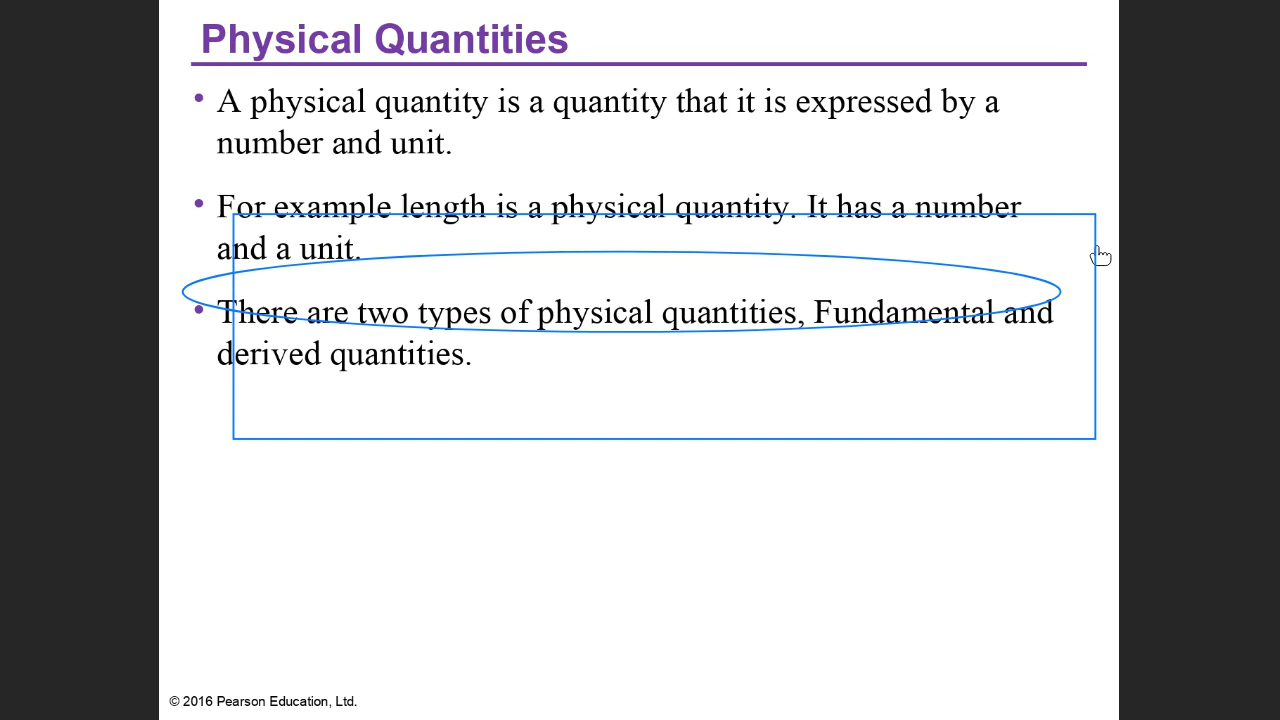 Physical Quantities
• A physical quantity is a quantity that it is expressed by a
number and unit.
• For example length is a physical quantity. It has a number
and a unit.
• There are two types of physical quantities, Fundamental and
derived quantities.
© 2016 Pearson Education, Ltd.